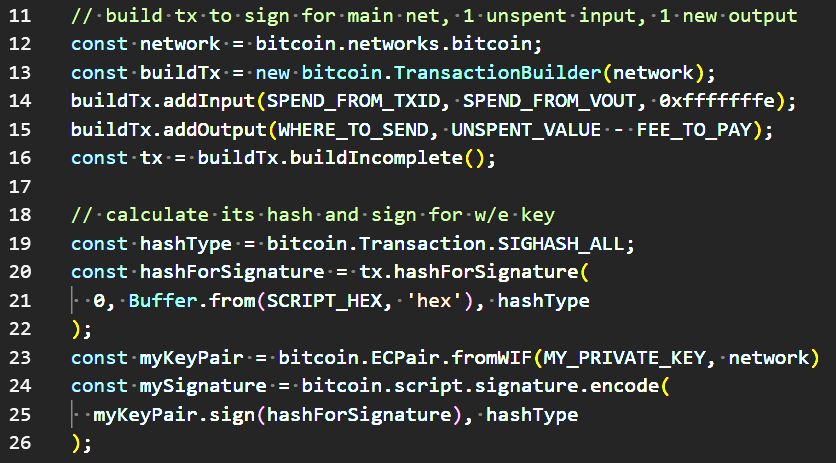 11 // build tx to sign for main net, 1 unspent input, 1 new output
12 const network = bitcoin.networks.bitcoin;
13 const buildTx = new bitcoin.TransactionBuilder(network);
14 buildTx.addInput(SPEND_FROM_TXID, SPEND_FROM_VOUT, 0xfffffffe);
15 buildTx.addOutput(WHERE_TO_SEND, UNSPENT_VALUE - FEE_TO_PAY);
16 const tx = buildTx.buildIncomplete();
17
18 // calculate its hash and sign for w/e key
19 const hashType = bitcoin.Transaction.SIGHASH_ALL;
20 const hashForSignature = tx.hashForSignature(
21   0, Buffer.from(SCRIPT_HEX, 'hex'), hashType
22 );
23 const myKeyPair = bitcoin.ECPair.fromWIF(MY_PRIVATE_KEY, network)
24 const mySignature = bitcoin.script.signature.encode(
25   myKeyPair.sign(hashForSignature), hashType
26 );